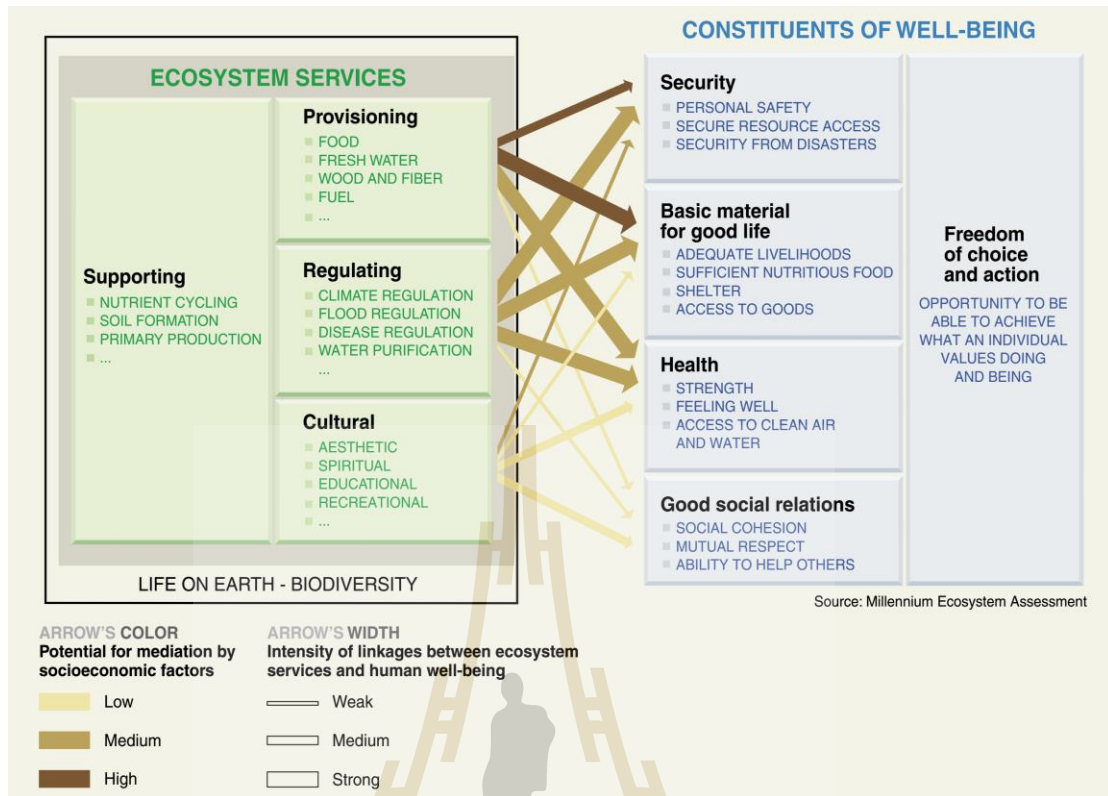 CONSTITUENTS OF WELL-BEING
ECOSYSTEM SERVICES
Supporting
NUTRIENT CYCLING
SOIL FORMATION
PRIMARY PRODUCTION
...
Provisioning
FOOD
FRESH WATER
WOOD AND FIBER
FUEL
...
Regulating
CLIMATE REGULATION
FLOOD REGULATION
DISEASE REGULATION
WATER PURIFICATION
...
Cultural
AESTHETIC
SPIRITUAL
EDUCATIONAL
RECREATIONAL
...
LIFE ON EARTH - BIODIVERSITY
Security
PERSONAL SAFETY
SECURE RESOURCE ACCESS
SECURITY FROM DISASTERS
Basic material
for good life
ADEQUATE LIVELIHOODS
SUFFICIENT NUTRITIOUS FOOD
SHELTER
ACCESS TO GOODS
Health
STRENGTH
FEELING WELL
ACCESS TO CLEAN AIR
AND WATER
Good social relations
SOCIAL COHESION
MUTUAL RESPECT
ABILITY TO HELP OTHERS
Freedom
of choice
and action
OPPORTUNITY TO BE
ABLE TO ACHIEVE
WHAT AN INDIVIDUAL
VALUES DOING
AND BEING
Source: Millennium Ecosystem Assessment
ARROW'S COLOR
Potential for mediation by
socioeconomic factors
Low
Medium
High
ARROW'S WIDTH
Intensity of linkages between ecosystem
services and human well-being
Weak
Medium
Strong